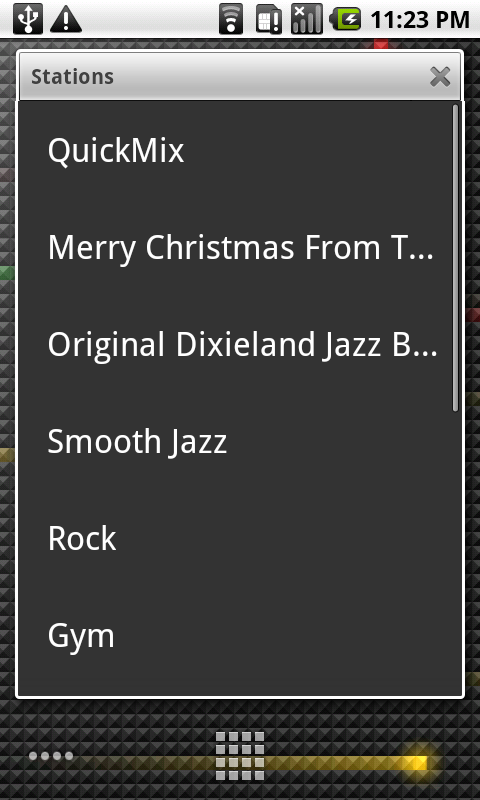 11:23 PM
Stations
QuickMix
Merry Christmas From T...
Original Dixieland Jazz B...
Smooth Jazz
Rock
Gym